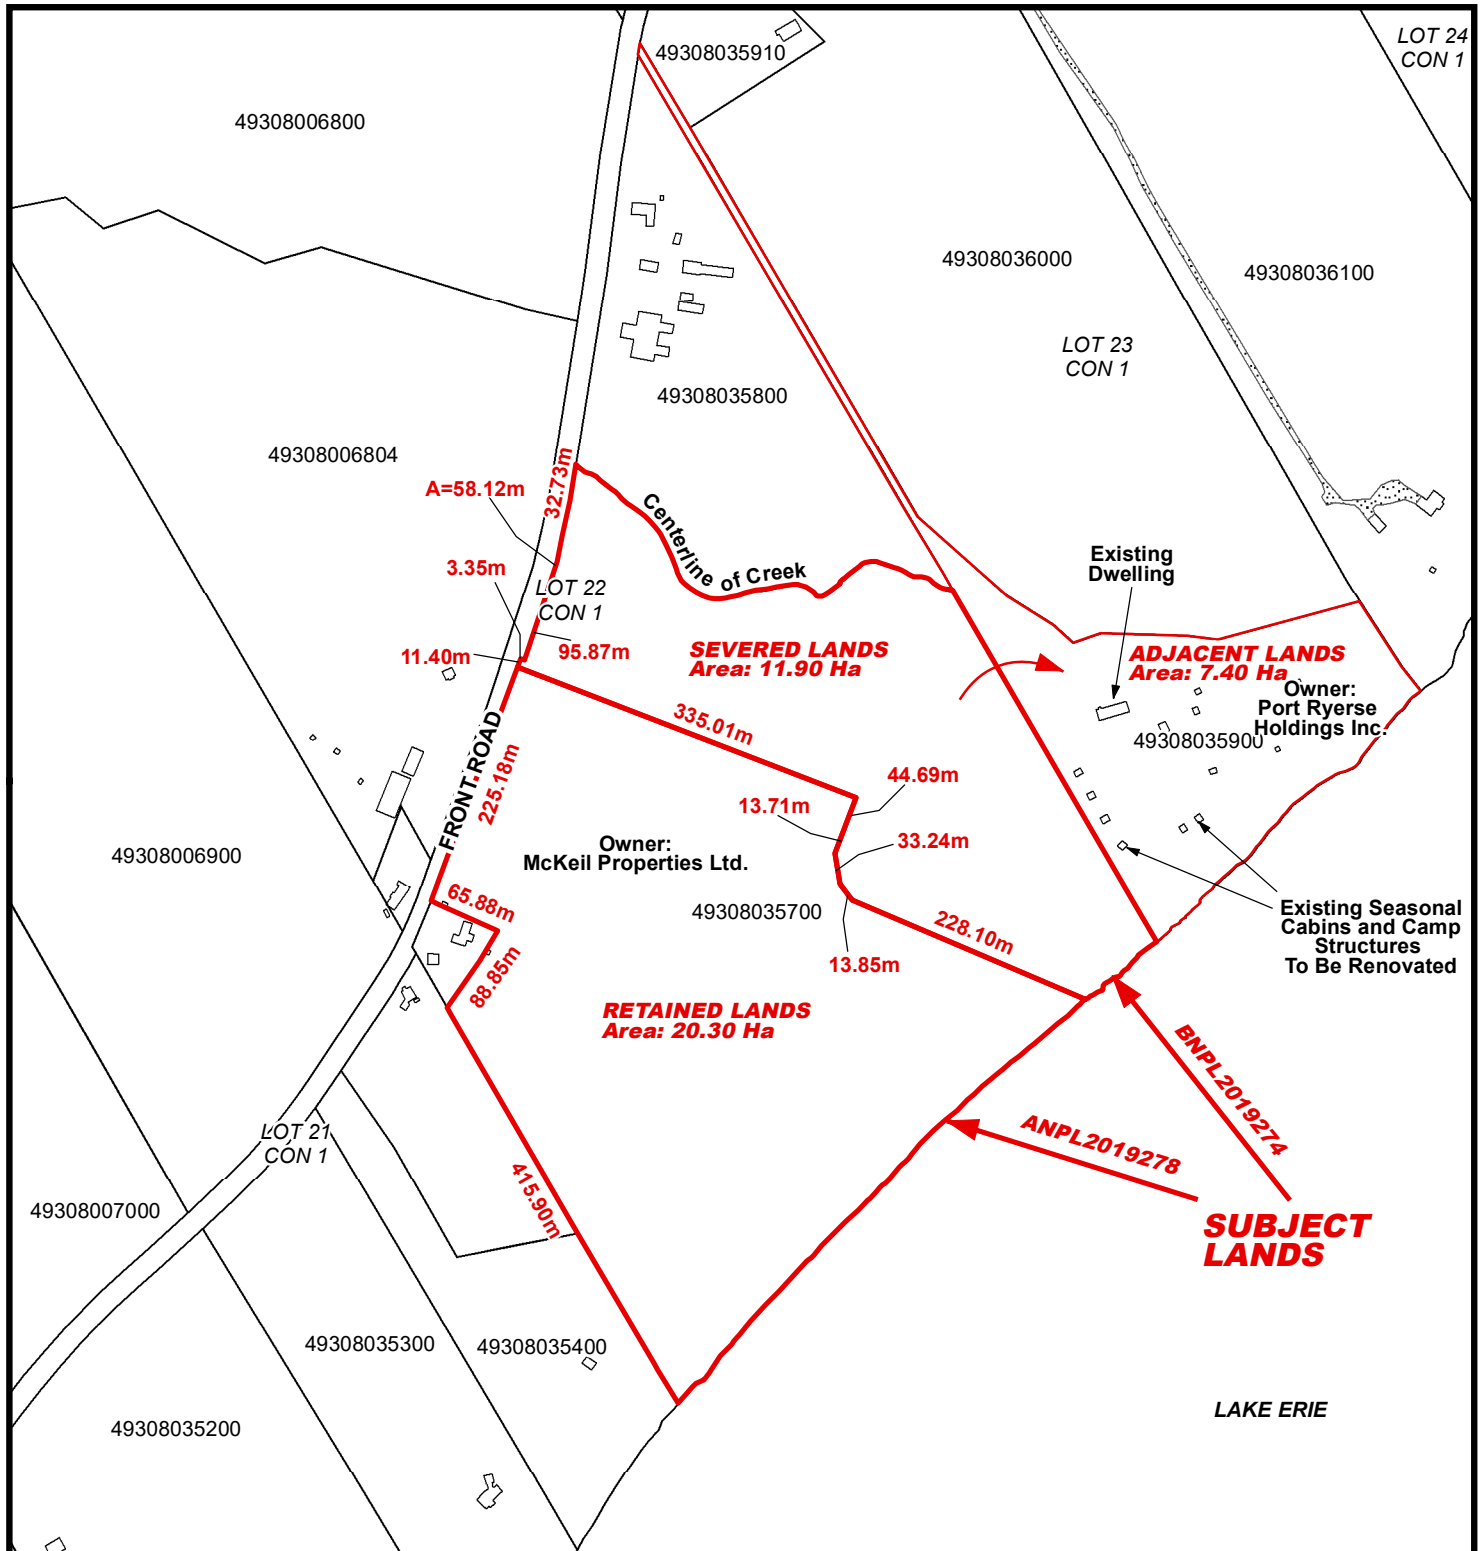 LOT 24
CON 1
49308035910
49308006800
49308036000
49308036100
LOT 23
CON 1
49308035800
49308006804
A=58.12m
32.73m
Centerline of Creek
3.35m
LOT 22
CON 1
Existing
Dwelling
11.40m
95.87m
SEVERED LANDS
Area: 11.90 Ha
ADJACENT LANDS
Area: 7.40 Ha
Owner:
Port Ryerse
Holdings Inc.
49308035900
335.01m
FRONT ROAD
225.18m
44.69m
13.71m
33.24m
Owner:
McKeil Properties Ltd.
49308006900
65.88m
49308035700
228.10m
Existing Seasonal
Cabins and Camp
Structures
To Be Renovated
13.85m
88.85m
RETAINED LANDS
Area: 20.30 Ha
BNPL2019274
ANPL2019278
LOT 21
CON 1
415.90m
49308007000
SUBJECT
LANDS
49308035300
49308035400
LAKE ERIE
49308035200